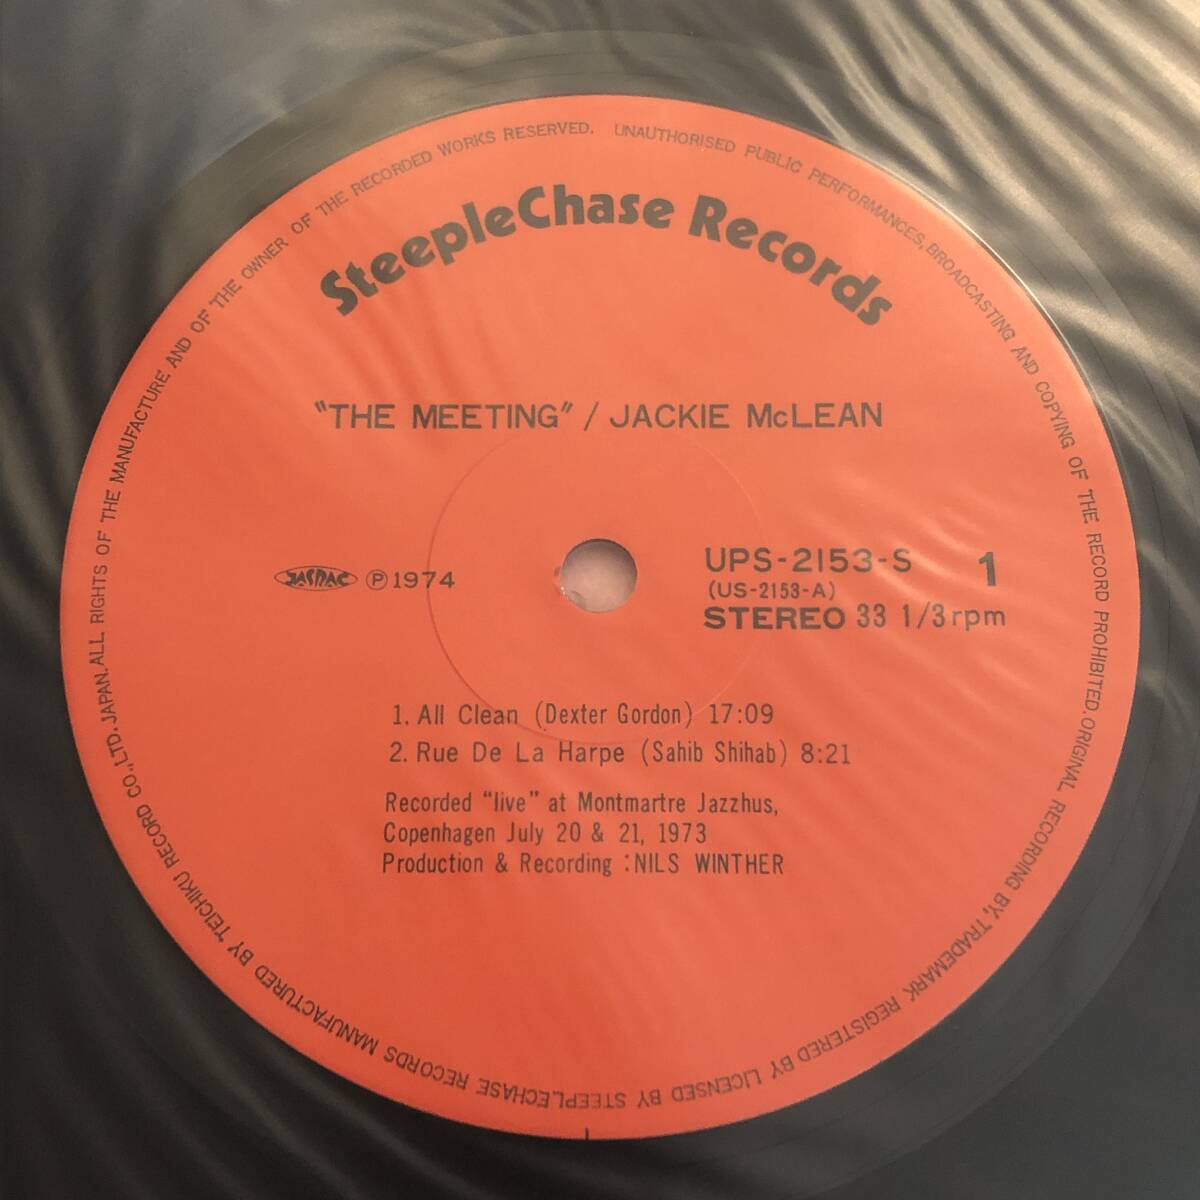 SteepleChase Records
"THE MEETING" / JACKIE McLEAN
JASRAC Ⓟ1974
UPS-2153-S 1
(US-2153-A)
STEREO 33 1/3 rpm
1. All Clean (Dexter Gordon) 17:09
2. Rue De La Harpe (Sahib Shihab) 8:21
Recorded "live" at Montmartre Jazzhus,
Copenhagen July 20 & 21, 1973
Production & Recording : NILS WINTHER
MANUFACTURED BY TEICHIKU RECORD CO., LTD. JAPAN. ALL RIGHTS OF THE MANUFACTURE AND OF THE OWNER OF THE RECORDED WORKS RESERVED. UNAUTHORISED PUBLIC PERFORMANCES, BROADCASTING AND COPYING OF THE RECORD PROHIBITED. ORIGINAL RECORDING BY, TRADEMARK REGISTERED BY LICENSED BY STEEPLECHASE RECORDS